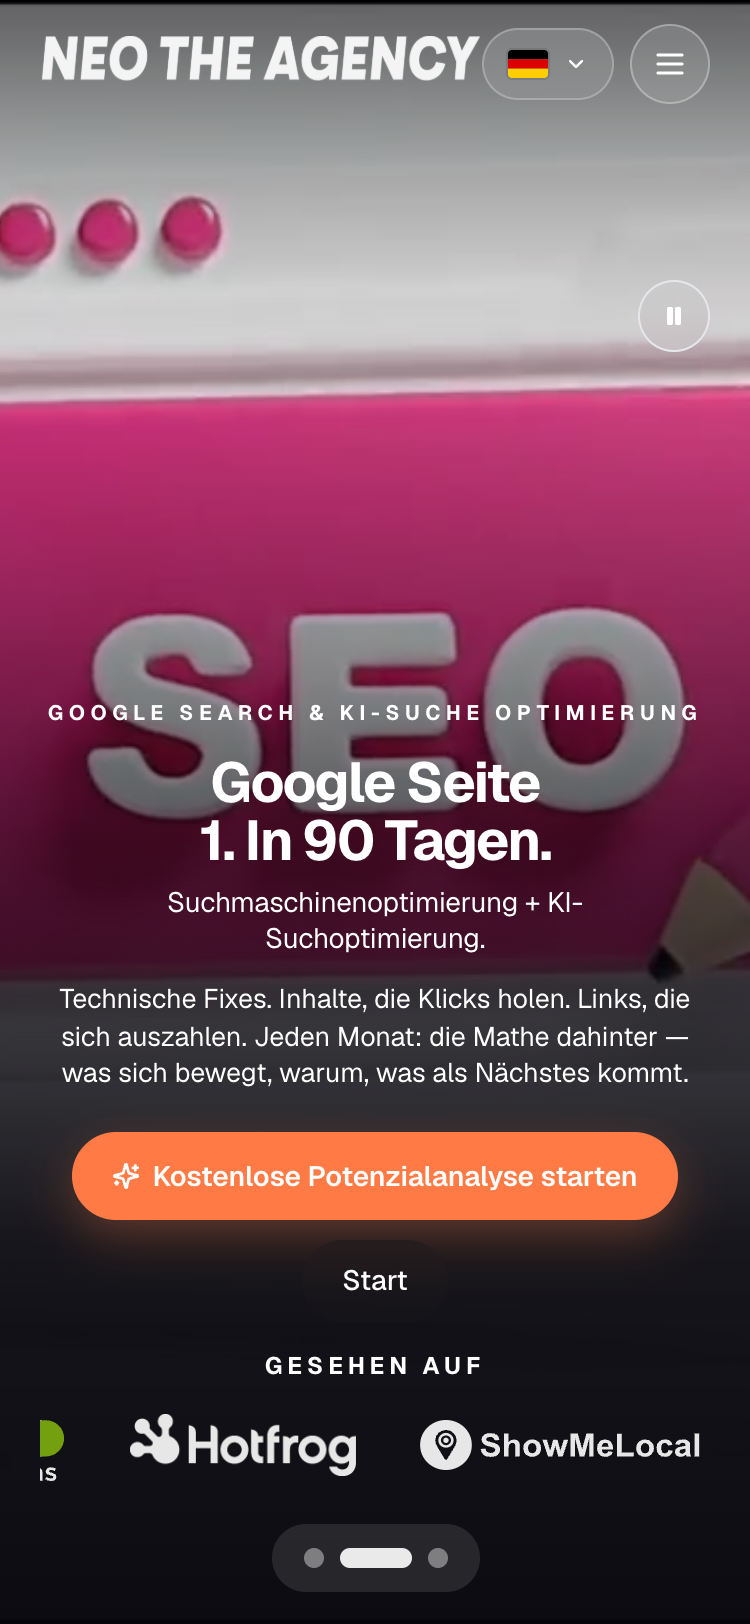 NEO THE AGENCY
SEO
GOOGLE SEARCH & KI-SUCHE OPTIMIERUNG
Google Seite
1. In 90 Tagen.
Suchmaschinenoptimierung + KI-
Suchoptimierung.
Technische Fixes. Inhalte, die Klicks holen. Links, die
sich auszahlen. Jeden Monat: die Mathe dahinter —
was sich bewegt, warum, was als Nächstes kommt.
Kostenlose Potenzialanalyse starten
Start
GESEHEN AUF
Hotfrog
ShowMeLocal